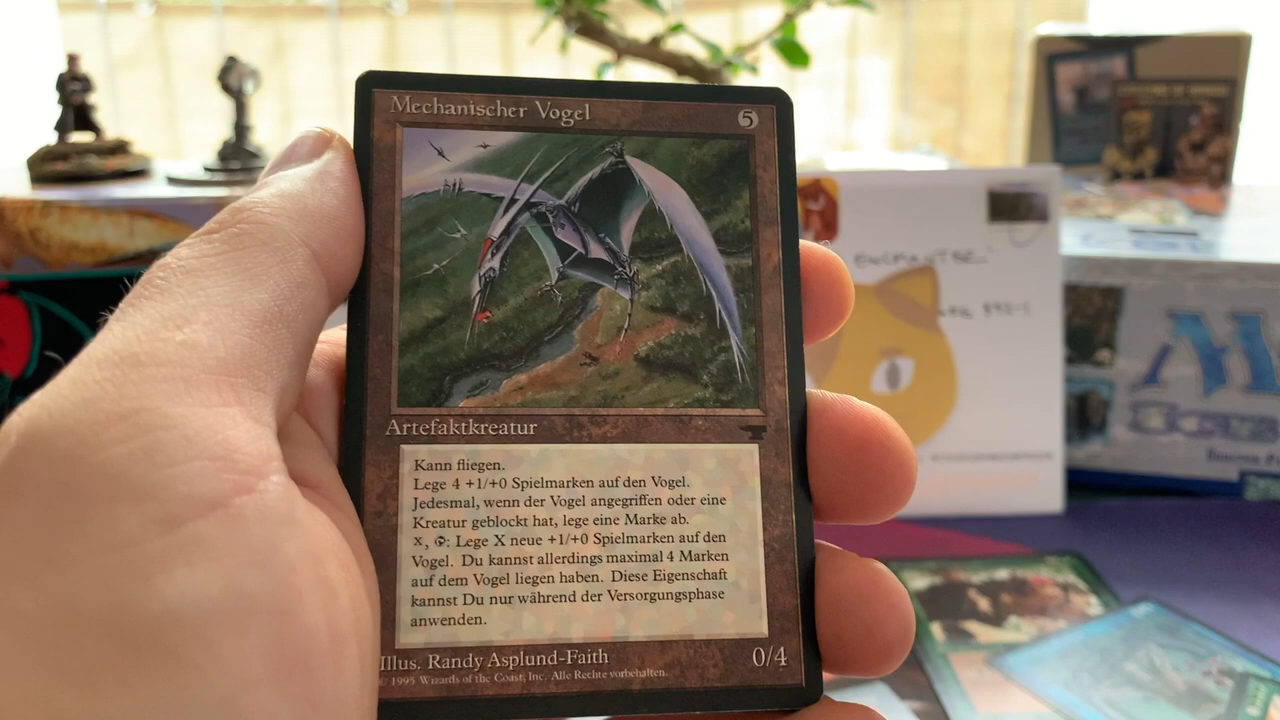 Mechanischer Vogel
5
Artefaktkreatur
Kann fliegen.
Lege 4 +1/+0 Spielmarken auf den Vogel.
Jedesmal, wenn der Vogel angegriffen oder eine
Kreatur geblockt hat, lege eine Marke ab.
X, : Lege X neue +1/+0 Spielmarken auf den
Vogel. Du kannst allerdings maximal 4 Marken
auf dem Vogel liegen haben. Diese Eigenschaft
kannst Du nur während der Versorgungsphase
anwenden.
Illus. Randy Asplund-Faith
0/4
© 1995 Wizards of the Coast, Inc. Alle Rechte vorbehalten.